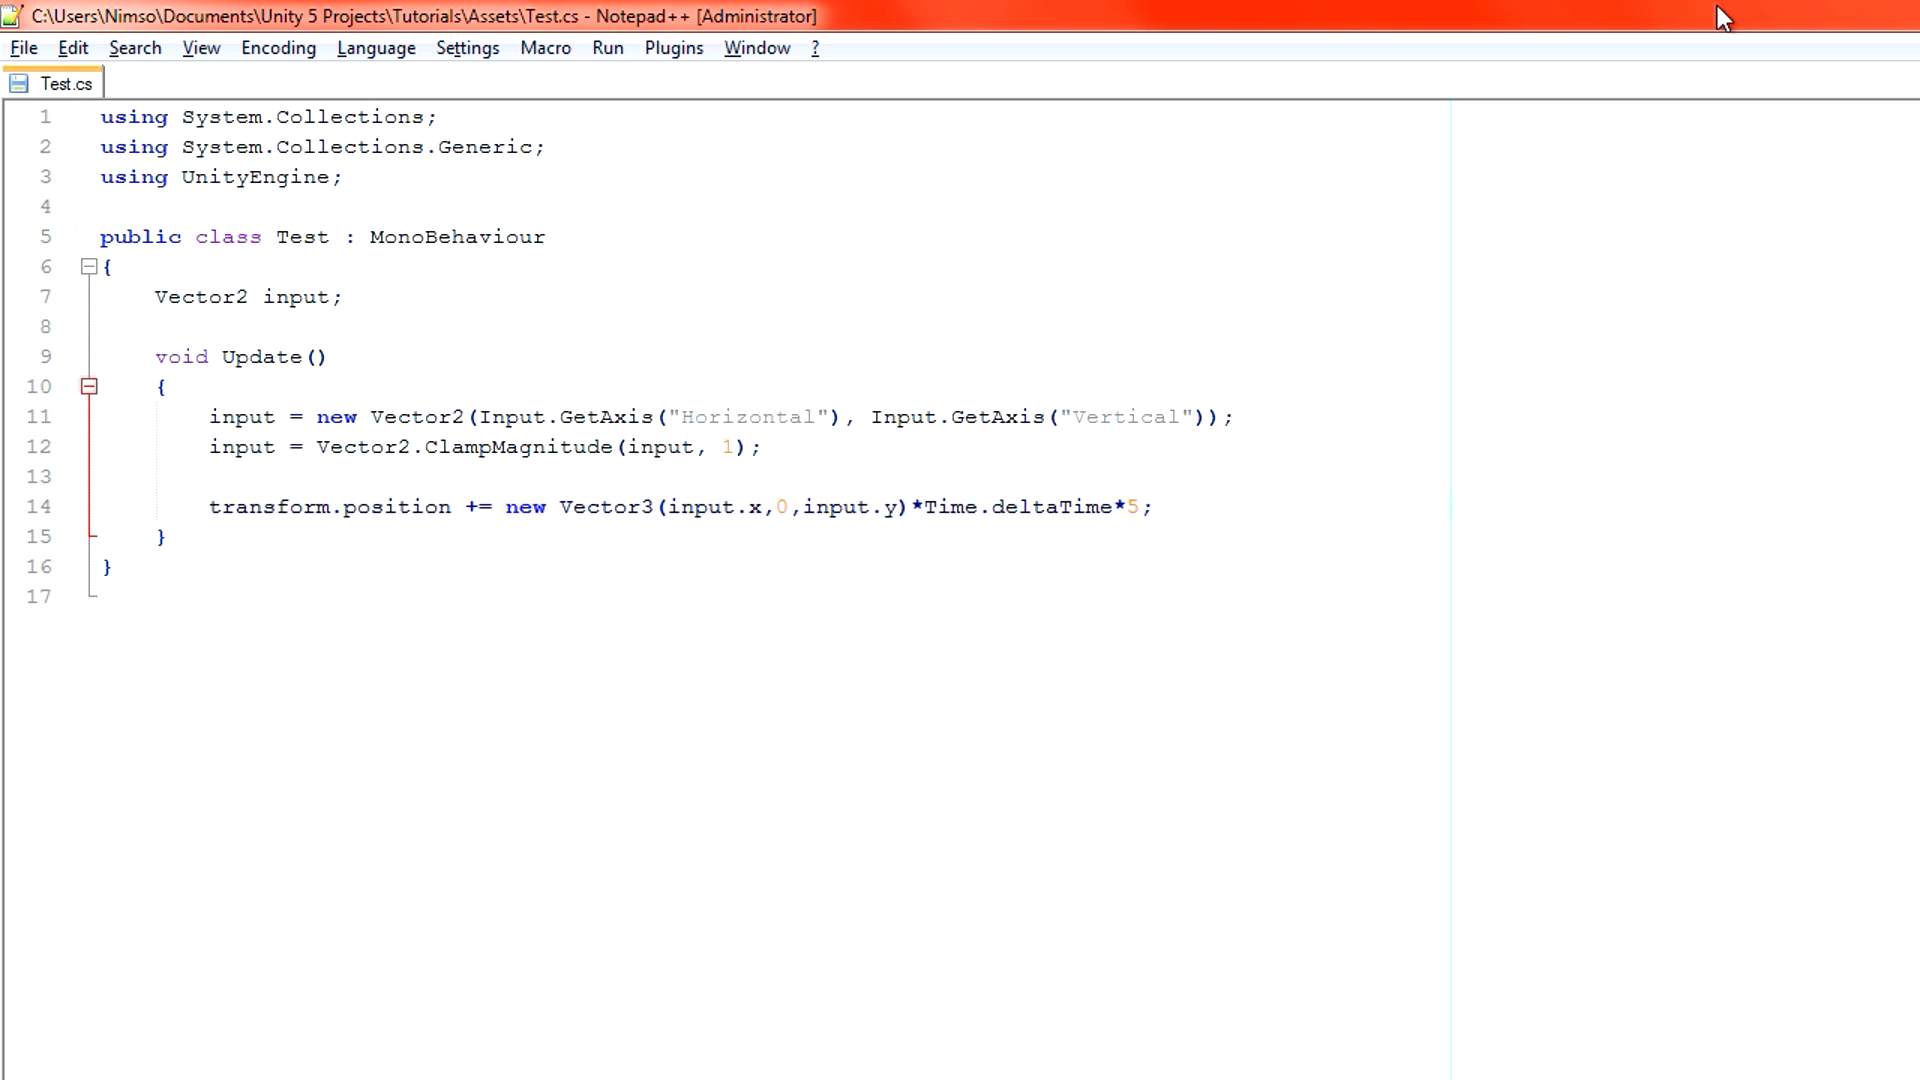 C:\Users\Nimso\Documents\Unity 5 Projects\Tutorials\Assets\Test.cs - Notepad++ [Administrator]
File Edit Search View Encoding Language Settings Macro Run Plugins Window ?
Test.cs
1 using System.Collections;
2 using System.Collections.Generic;
3 using UnityEngine;
4
5 public class Test : MonoBehaviour
6 {
7 Vector2 input;
8
9 void Update()
10 {
11 input = new Vector2(Input.GetAxis("Horizontal"), Input.GetAxis("Vertical"));
12 input = Vector2.ClampMagnitude(input, 1);
13
14 transform.position += new Vector3(input.x,0,input.y)*Time.deltaTime*5;
15 }
16 }
17